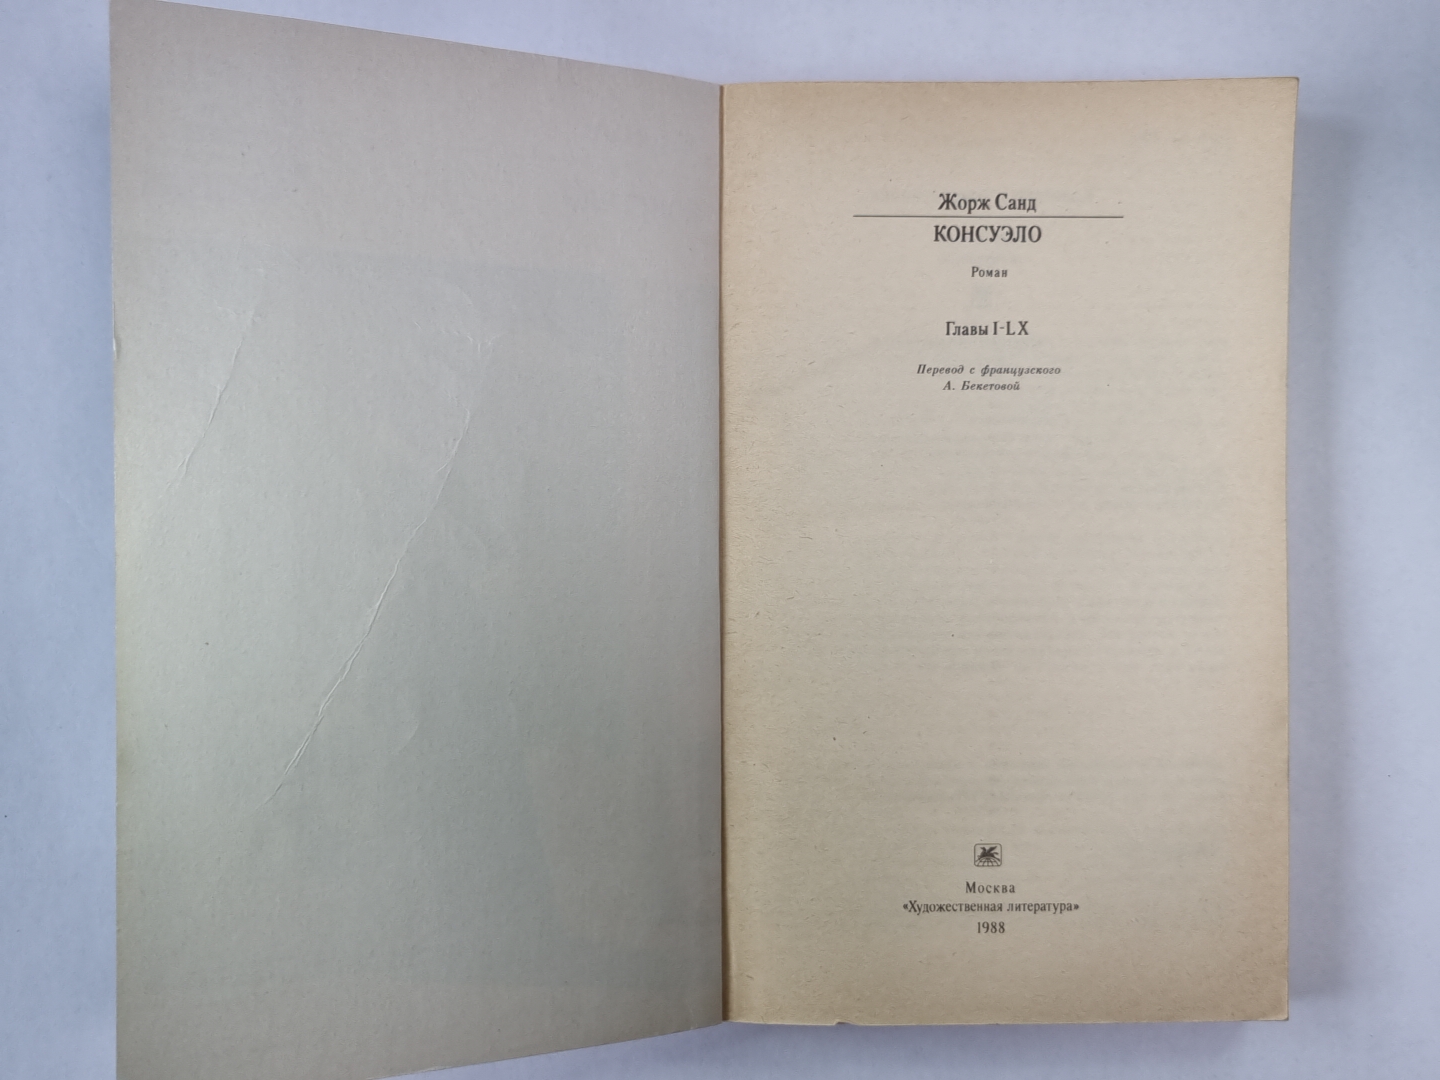 Жорж Санд
КОНСУЭЛО
Роман
Главы I-LX
Перевод с французского
А. Бекетовой
Москва
«Художественная литература»
1988